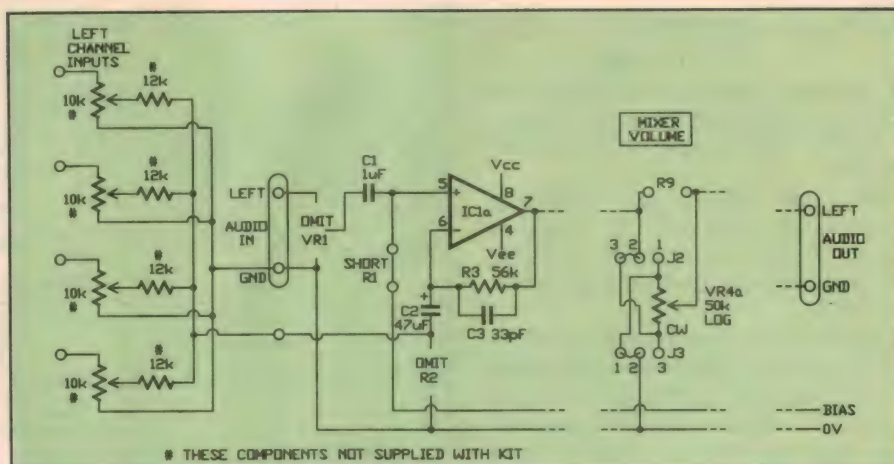 LEFT
CHANNEL
INPUTS
#
12k
10k
#
#
12k
10k
#
#
12k
10k
#
#
12k
10k
#
LEFT
AUDIO
IN
GND
OMIT
VR1
C1
1uF
SHORT
R1
5
+
6
-
IC1a
Vcc
8
7
4
Vee
R3 56k
C3 33pF
+
C2
47uF
OMIT
R2
MIXER
VOLUME
R9
3 2 1
J2
VR4a
50k
LOG
CW
J3
1 2 3
LEFT
AUDIO
OUT
GND
BIAS
0V
# THESE COMPONENTS NOT SUPPLIED WITH KIT